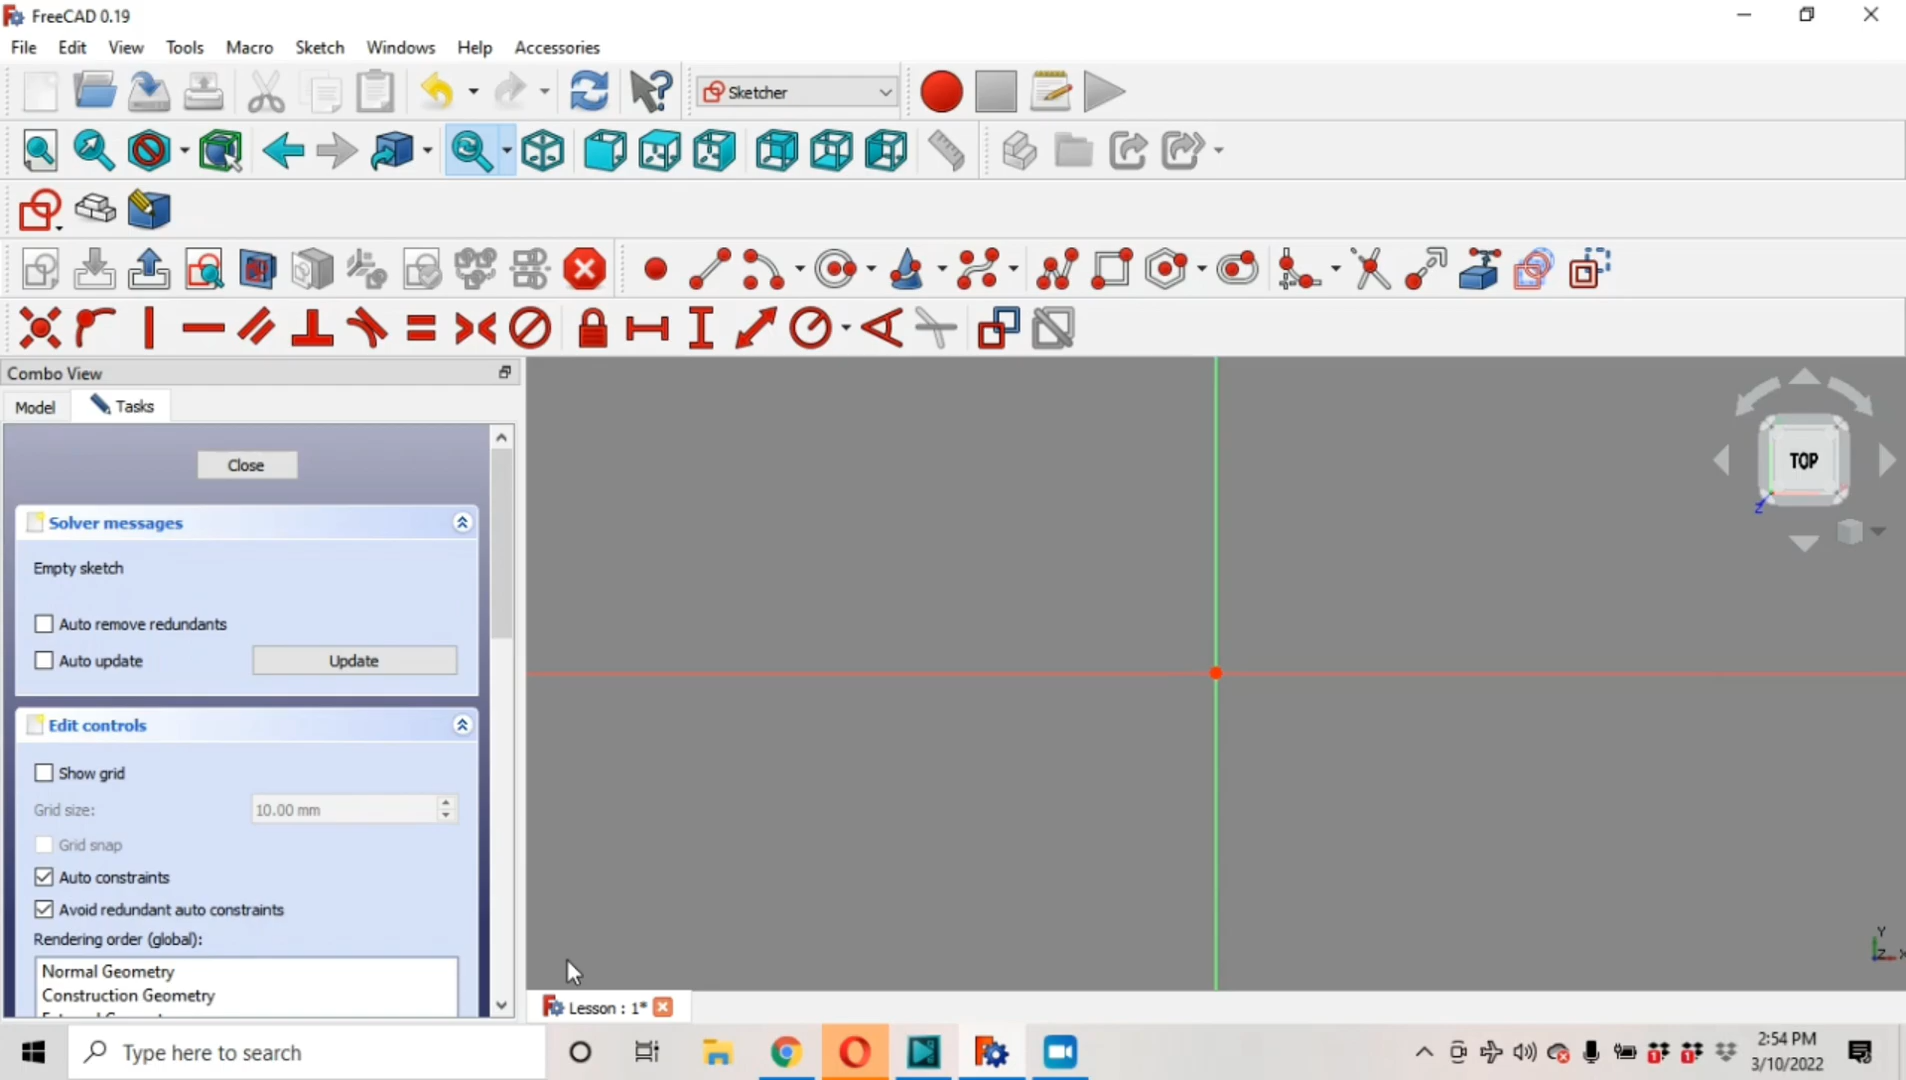 FreeCAD 0.19
File Edit View Tools Macro Sketch Windows Help Accessories
Sketcher
Combo View
Model Tasks
Close
Solver messages
Empty sketch
Auto remove redundants
Auto update Update
Edit controls
Show grid
Grid size: 10.00 mm
Grid snap
Auto constraints
Avoid redundant auto constraints
Rendering order (global):
Normal Geometry
Construction Geometry
TOP
Z
Y
Z X
Lesson : 1*
Type here to search
2:54 PM
3/10/2022